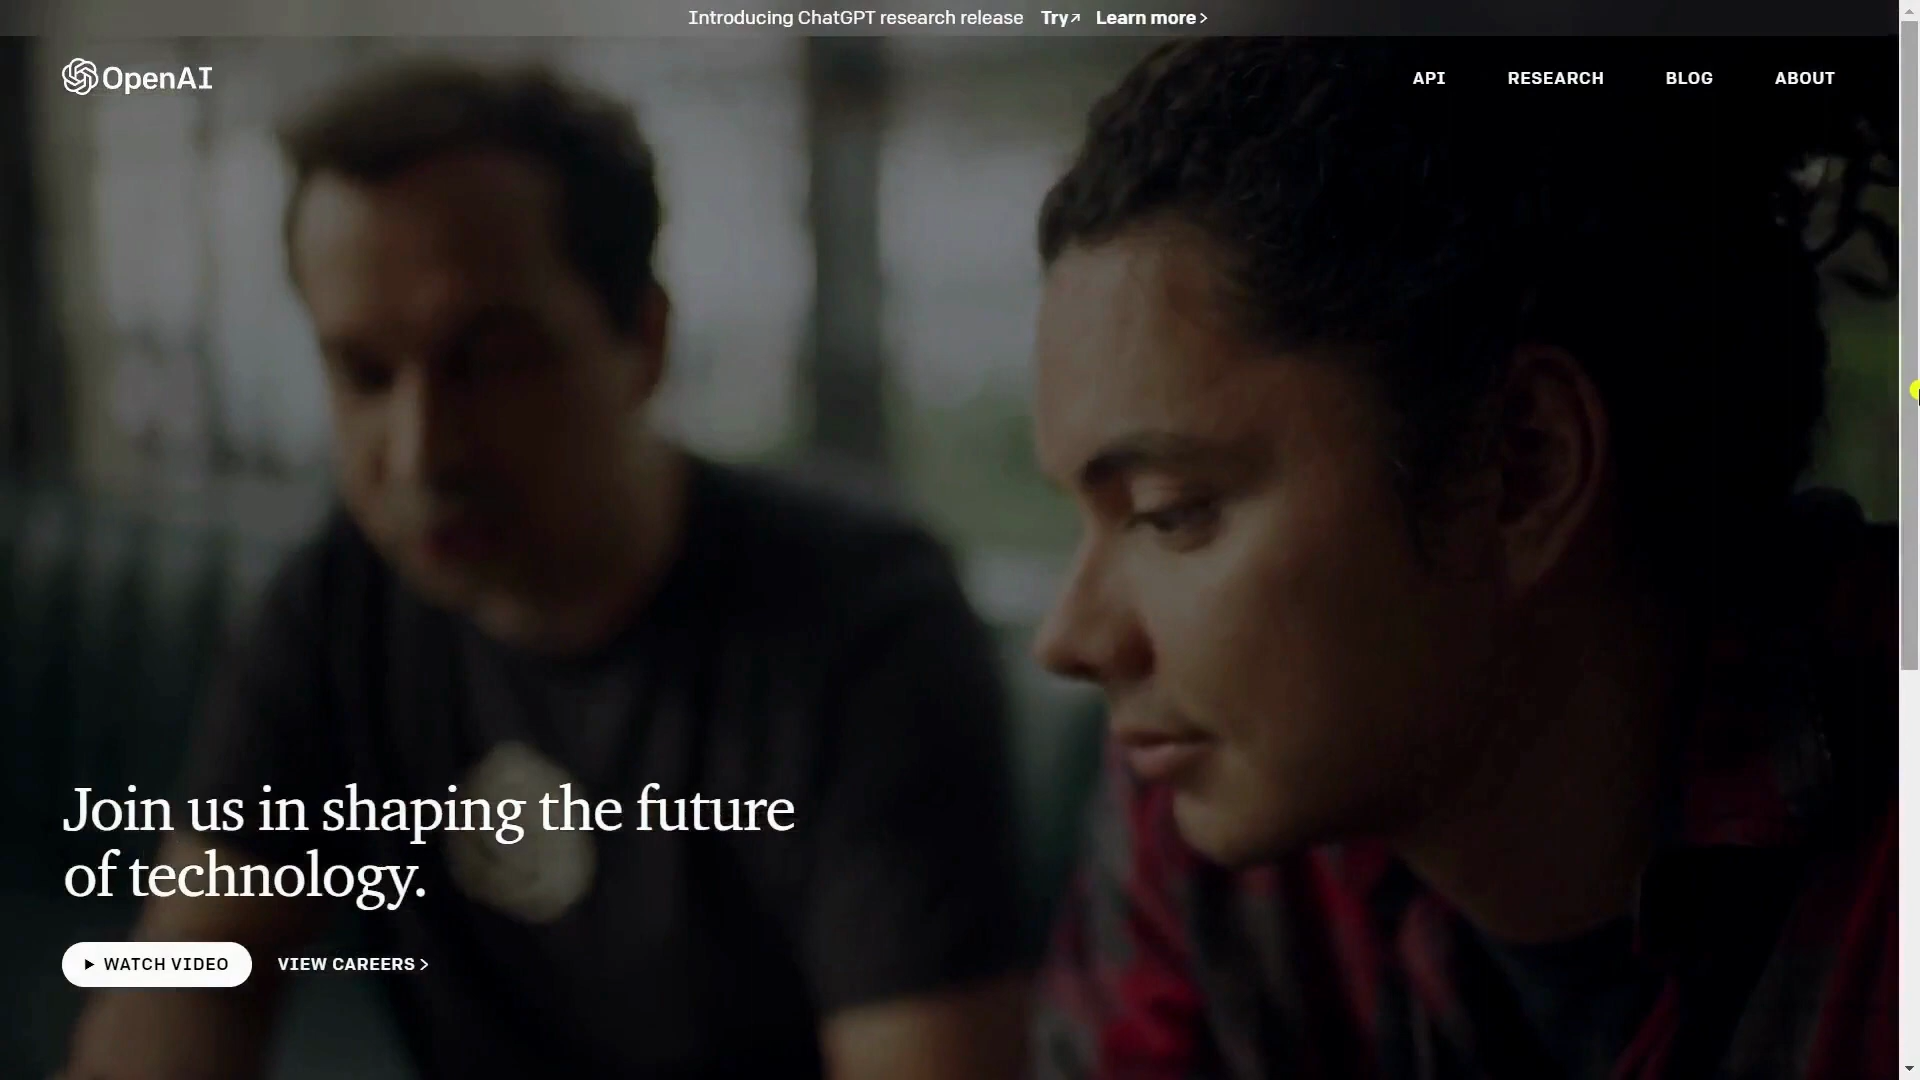 Introducing ChatGPT research release Try↗ Learn more >
OpenAI API RESEARCH BLOG ABOUT
Join us in shaping the future
of technology.
WATCH VIDEO VIEW CAREERS >